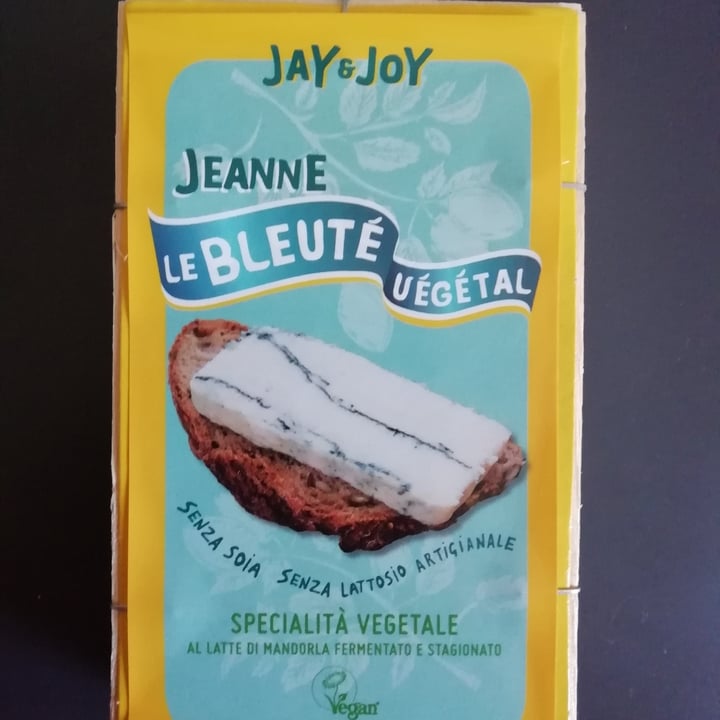 JAY & JOY
JEANNE
LE BLEUTÉ VÉGÉTAL
SENZA SOIA SENZA LATTOSIO ARTIGIANALE
SPECIALITÀ VEGETALE
AL LATTE DI MANDORLA FERMENTATO E STAGIONATO
Vegan